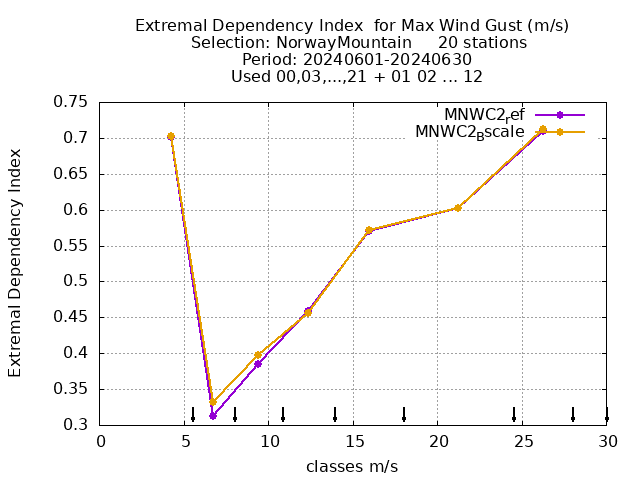 Extremal Dependency Index for Max Wind Gust (m/s)
Selection: NorwayMountain 20 stations
Period: 20240601-20240630
Used 00,03,...,21 + 01 02 ... 12
MNWC2ref
MNWC2Bscale
Extremal Dependency Index
0.75
0.7
0.65
0.6
0.55
0.5
0.45
0.4
0.35
0.3
0 5 10 15 20 25 30
classes m/s